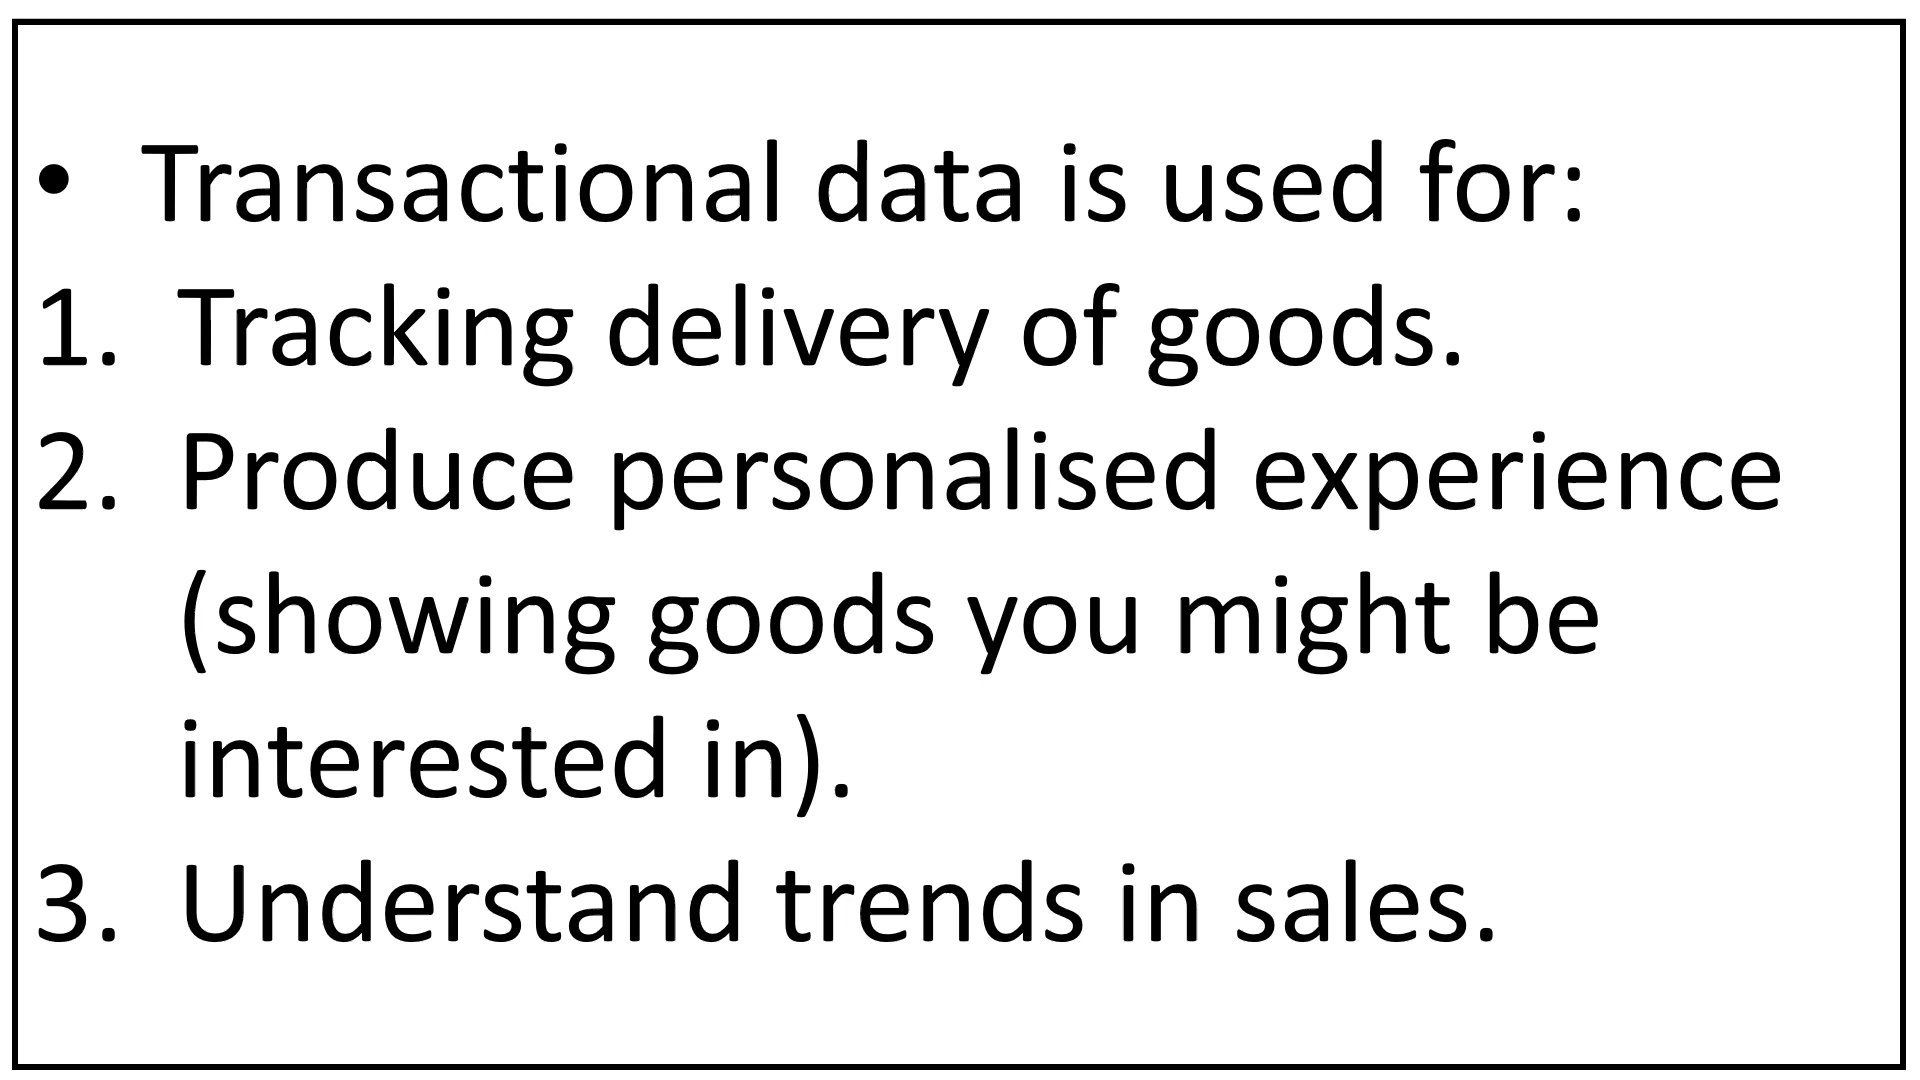 • Transactional data is used for:
1. Tracking delivery of goods.
2. Produce personalised experience
(showing goods you might be
interested in).
3. Understand trends in sales.